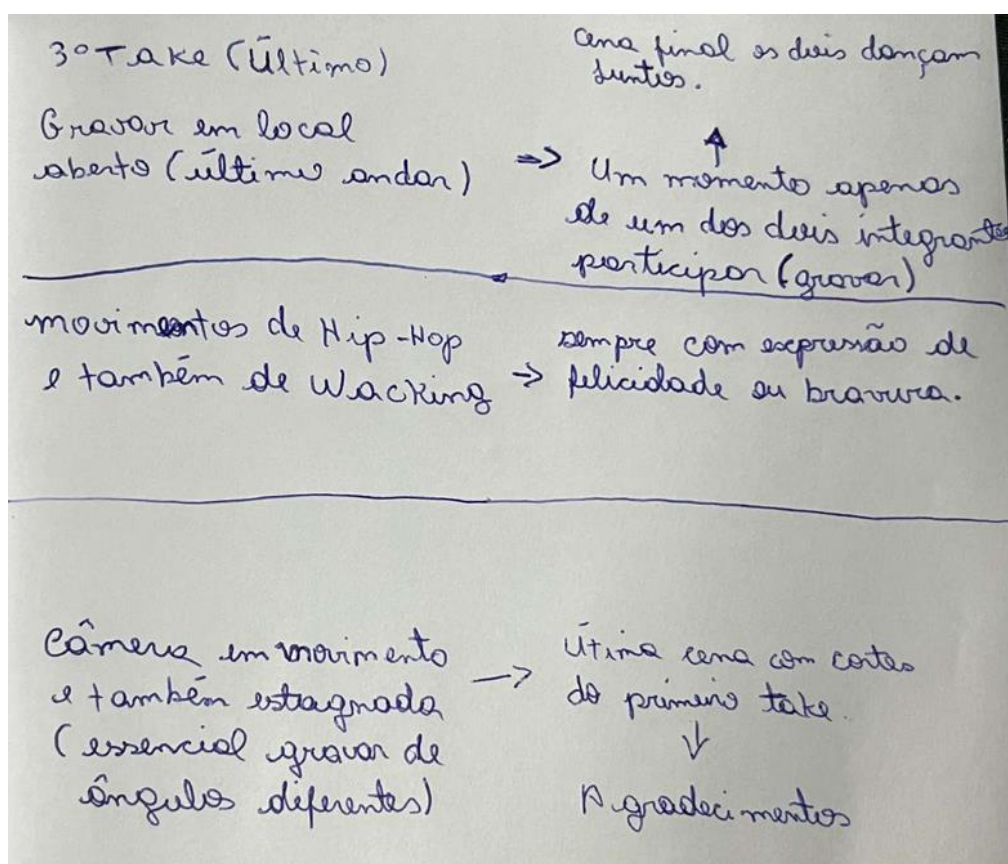 3º Take (Último)
Gravar em local
aberto (último andar) =>
cena final os dois dançam
juntos.
↑
Um momento apenas
de um dos dois integrantes
participar (gravar)
movimentos de Hip-Hop
e também de Wacking →
sempre com expressão de
felicidade ou bravura.
Câmera em movimento
e também estagnada →
(essencial gravar de
ângulos diferentes)
Útima cena com cortes
do primeiro take.
↓
Agradecimentos